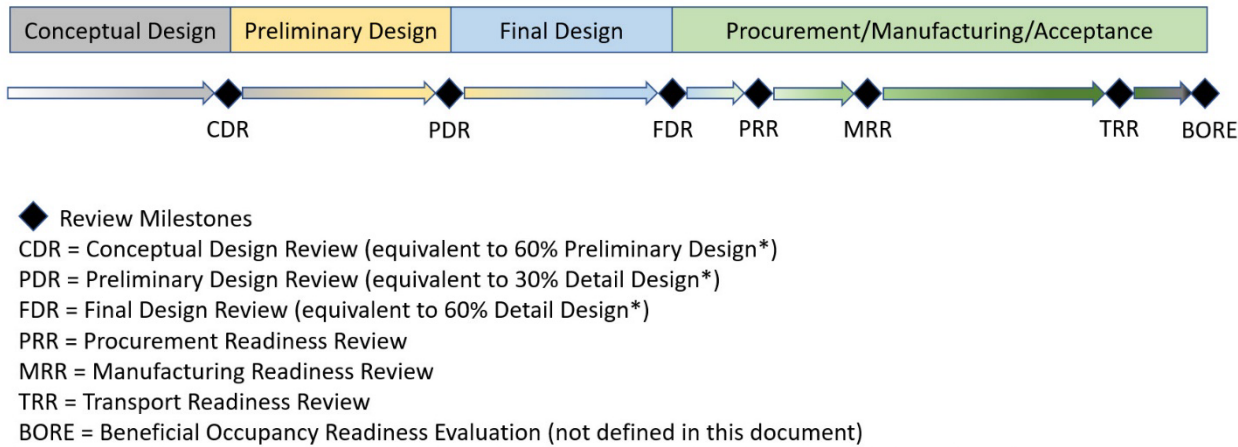 Conceptual Design Preliminary Design Final Design Procurement/Manufacturing/Acceptance
CDR PDR FDR PRR MRR TRR BORE
Review Milestones
CDR = Conceptual Design Review (equivalent to 60% Preliminary Design*)
PDR = Preliminary Design Review (equivalent to 30% Detail Design*)
FDR = Final Design Review (equivalent to 60% Detail Design*)
PRR = Procurement Readiness Review
MRR = Manufacturing Readiness Review
TRR = Transport Readiness Review
BORE = Beneficial Occupancy Readiness Evaluation (not defined in this document)